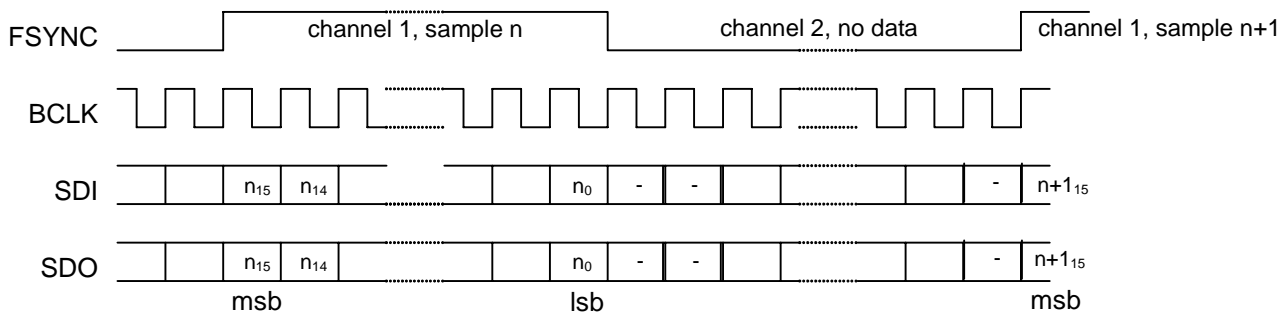 FSYNC channel 1, sample n channel 2, no data channel 1, sample n+1
BCLK
SDI n₁₅ n₁₄ n₀ - - - n+1₁₅
SDO n₁₅ n₁₄ n₀ - - - n+1₁₅
msb lsb msb